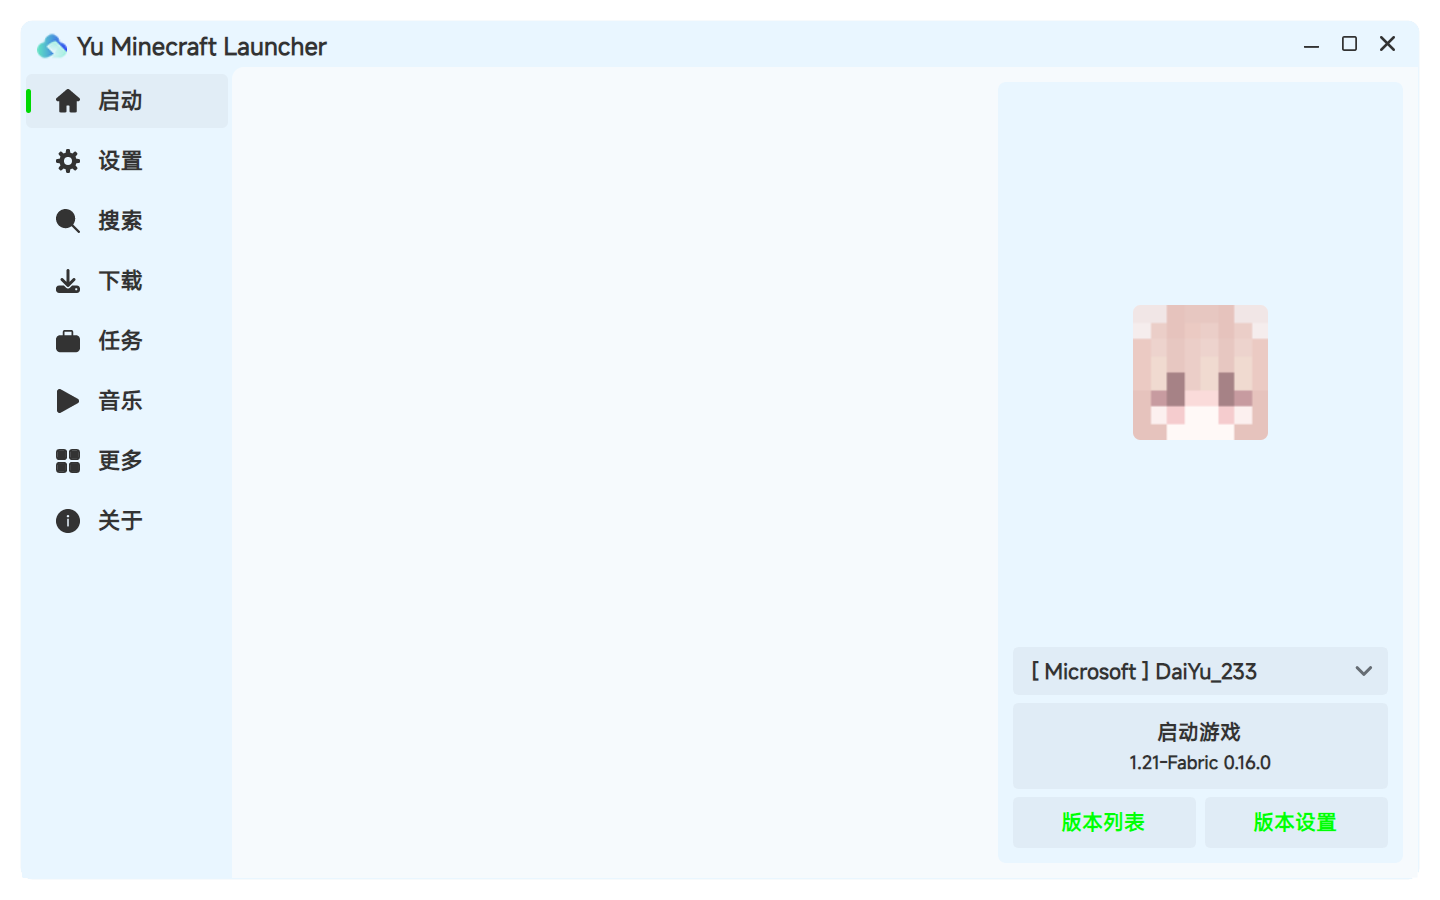 Yu Minecraft Launcher
启动
设置
搜索
下载
任务
音乐
更多
关于
[ Microsoft ] DaiYu_233
启动游戏
1.21-Fabric 0.16.0
版本列表
版本设置